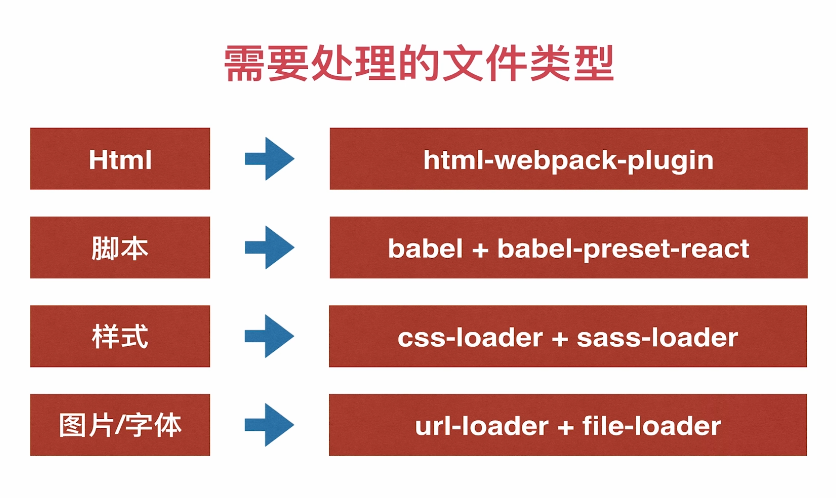 需要处理的文件类型
Html
html-webpack-plugin
脚本
babel + babel-preset-react
样式
css-loader + sass-loader
图片/字体
url-loader + file-loader